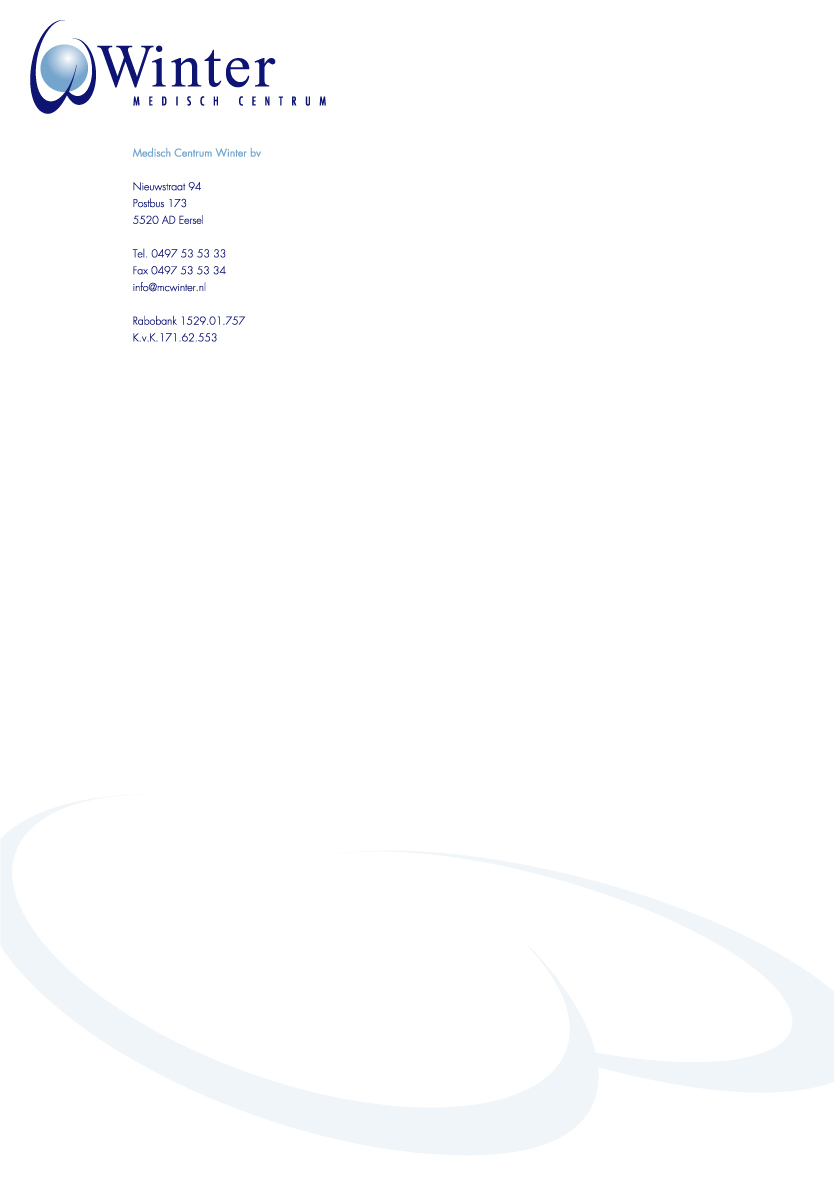 Winter
MEDISCH CENTRUM
Medisch Centrum Winter bv
Nieuwstraat 94
Postbus 173
5520 AD Eersel
Tel. 0497 53 53 33
Fax 0497 53 53 34
info@mcwinter.nl
Rabobank 1529.01.757
K.v.K.171.62.553